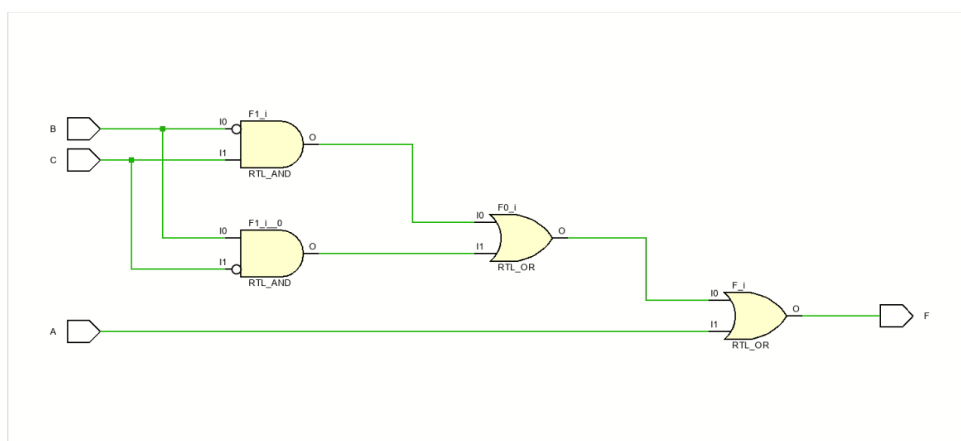 F1_i
B
I0
O
C
I1
RTL_AND
F0_i
I0
O
F1_i__0
I0
O
I1
I1
RTL_OR
RTL_AND
F_i
I0
O
F
A
I1
RTL_OR